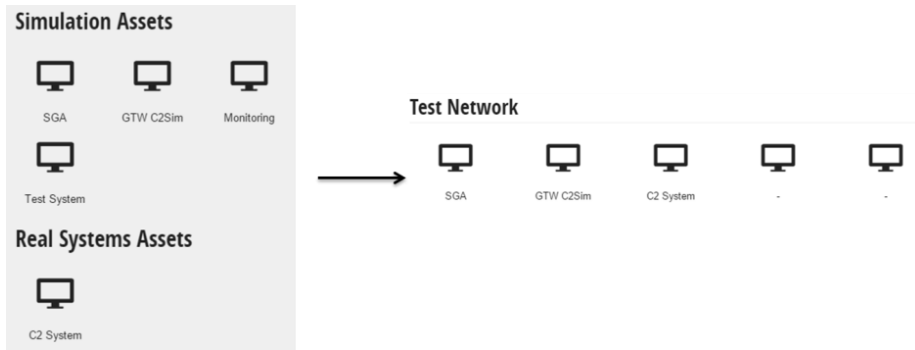 Simulation Assets
SGA GTW C2Sim Monitoring
Test System
Real Systems Assets
C2 System
Test Network
SGA GTW C2Sim C2 System - -